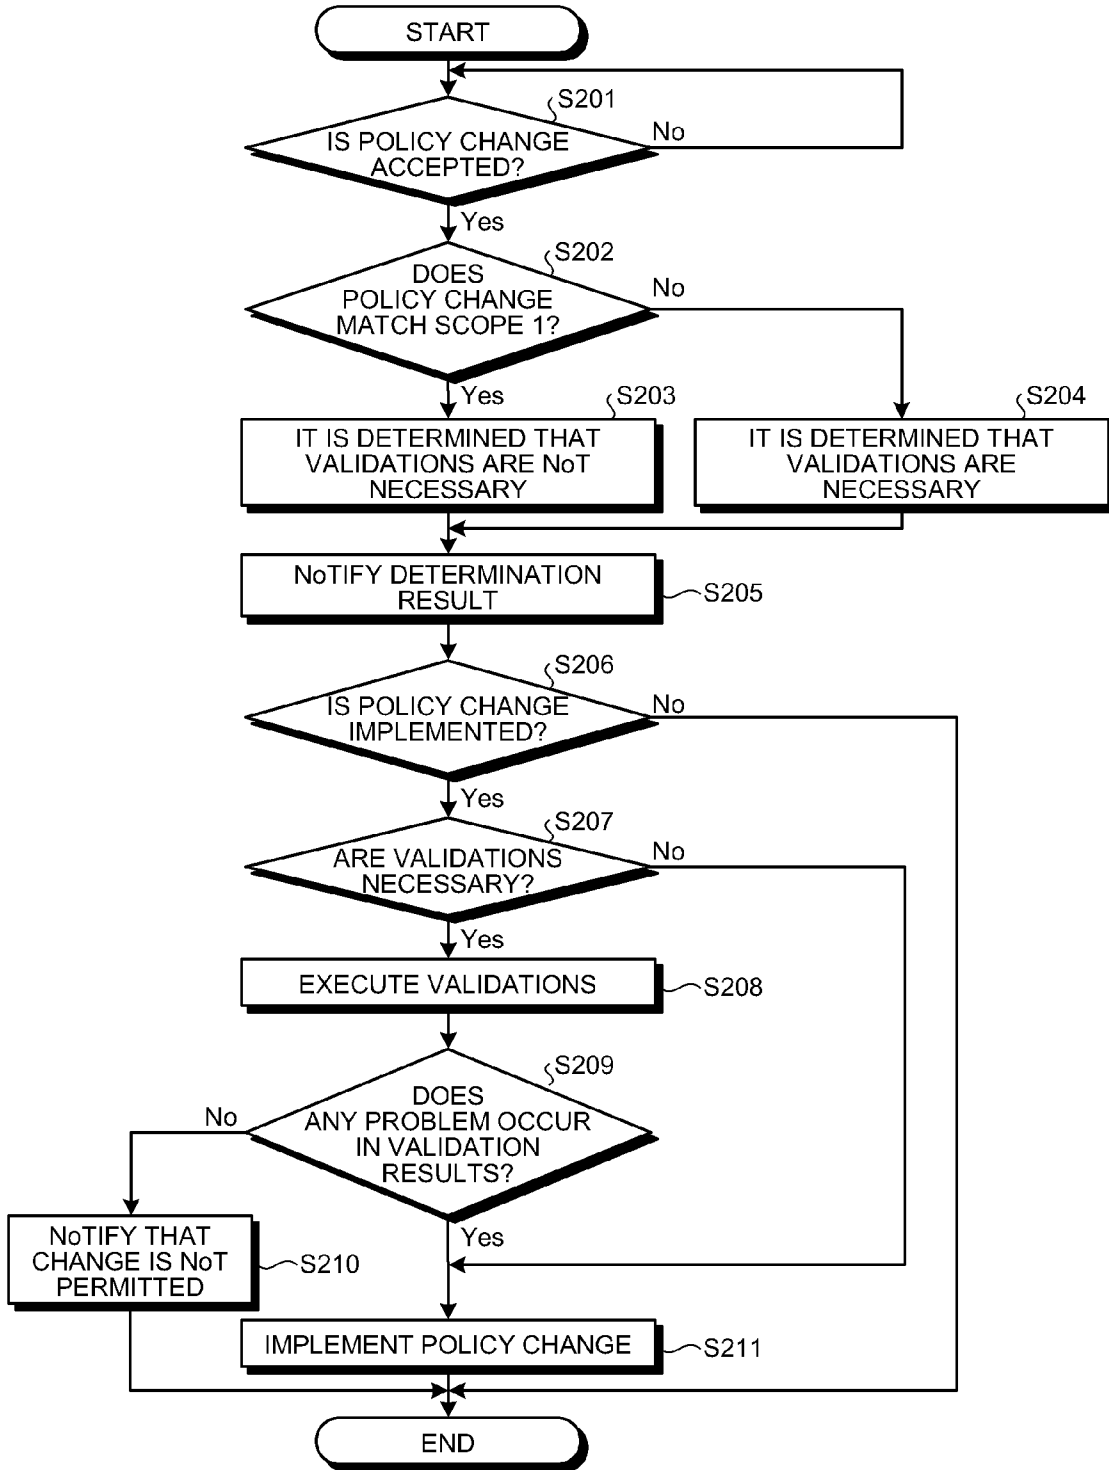 START
S201
IS POLICY CHANGE
ACCEPTED?
No
Yes
S202
DOES
POLICY CHANGE
MATCH SCOPE 1?
No
Yes
S203
IT IS DETERMINED THAT
VALIDATIONS ARE NoT
NECESSARY
S204
IT IS DETERMINED THAT
VALIDATIONS ARE
NECESSARY
NoTIFY DETERMINATION
RESULT
S205
S206
IS POLICY CHANGE
IMPLEMENTED?
No
Yes
S207
ARE VALIDATIONS
NECESSARY?
No
Yes
EXECUTE VALIDATIONS
S208
S209
DOES
ANY PROBLEM OCCUR
IN VALIDATION
RESULTS?
No
Yes
NoTIFY THAT
CHANGE IS NoT
PERMITTED
S210
IMPLEMENT POLICY CHANGE
S211
END